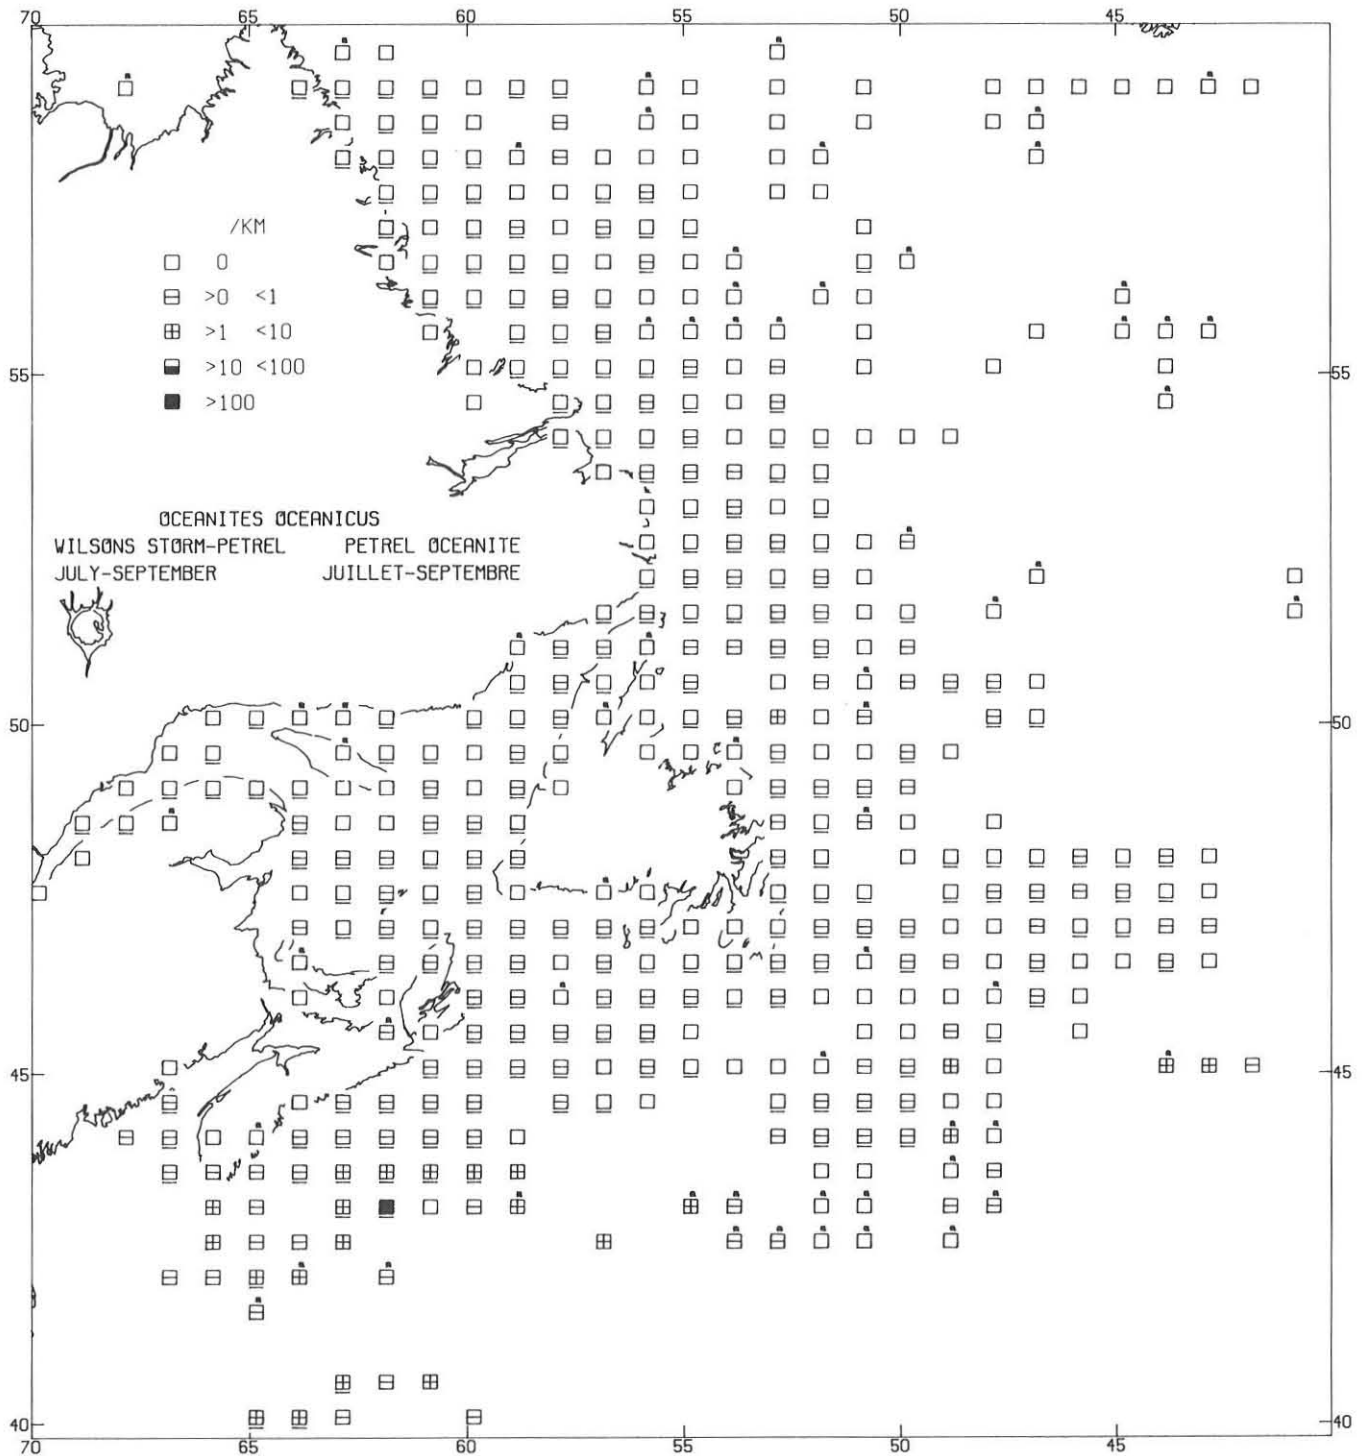 70 65 60 55 50 45
/KM
0
>0 <1
>1 <10
>10 <100
>100
55 55
ØCEANITES ØCEANICUS
WILSØNS STØRM-PETREL PETREL ØCEANITE
JULY-SEPTEMBER JUILLET-SEPTEMBRE
50 50
45 45
40 40
70 65 60 55 50 45